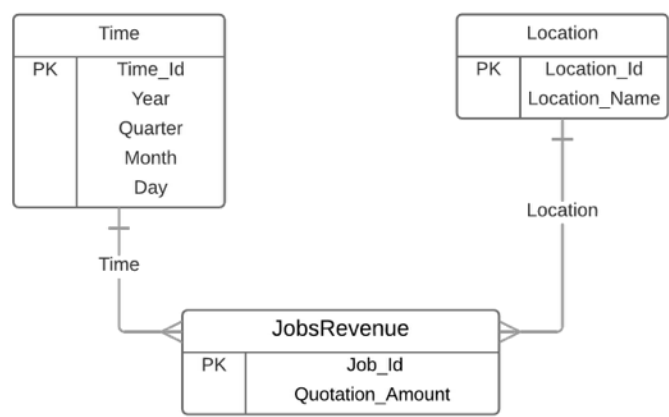 Time
PK Time_Id
Year
Quarter
Month
Day
Time
Location
PK Location_Id
Location_Name
Location
JobsRevenue
PK Job_Id
Quotation_Amount